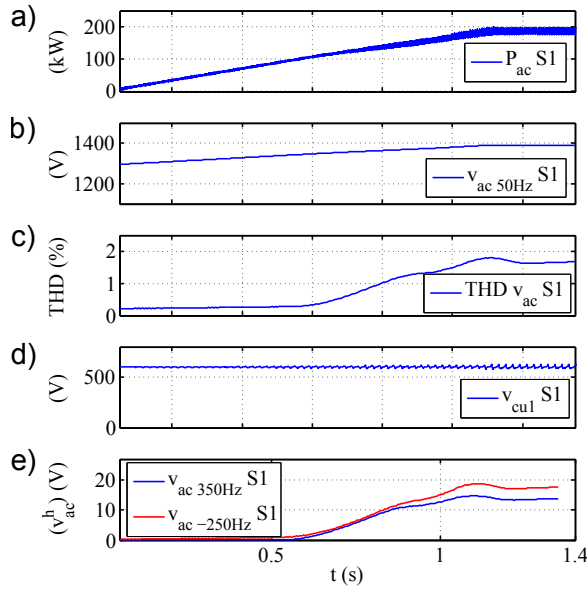 a)
(kW)
200
100
0
P_ac S1
b)
(V)
1400
1200
v_ac 50Hz S1
c)
THD (%)
2
1
0
THD v_ac S1
d)
(V)
500
0
v_cu1 S1
e)
(v_ac^h) (V)
20
10
0
v_ac 350Hz S1
v_ac −250Hz S1
0.5 1 1.4
t (s)